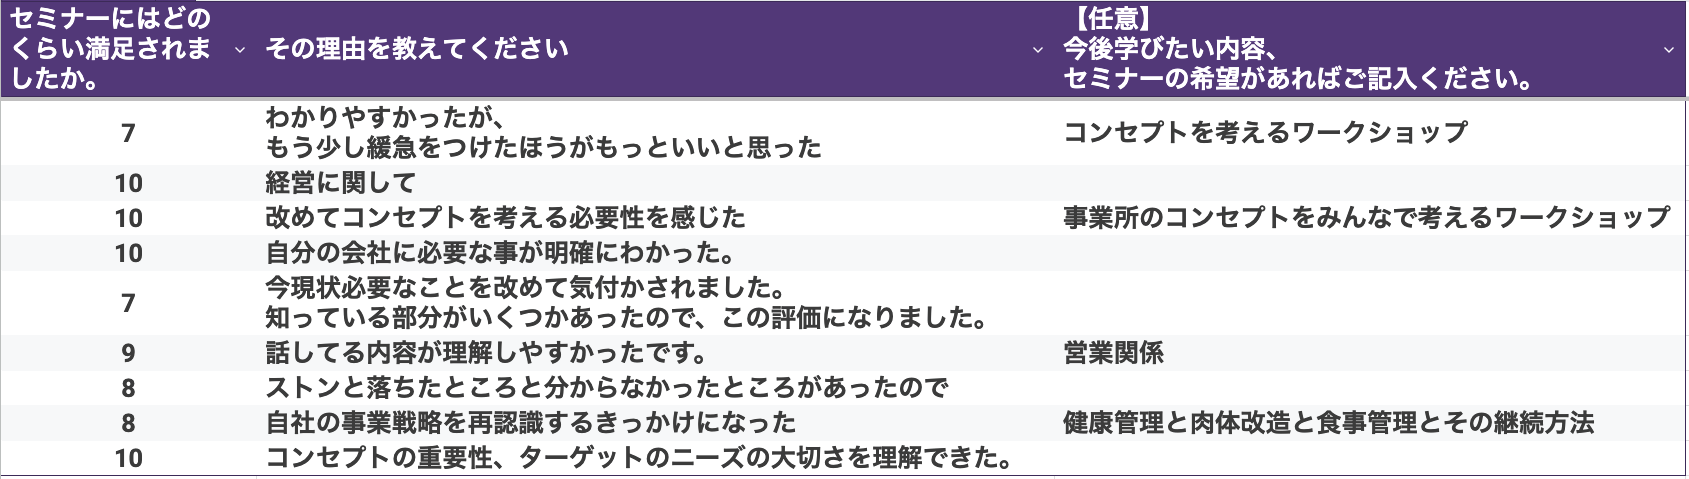 セミナーにはどの
くらい満足されま
したか。
その理由を教えてください
【任意】
今後学びたい内容、
セミナーの希望があればご記入ください。
7
わかりやすかったが、
もう少し緩急をつけたほうがもっといいと思った
コンセプトを考えるワークショップ
10
経営に関して
10
改めてコンセプトを考える必要性を感じた
事業所のコンセプトをみんなで考えるワークショップ
10
自分の会社に必要な事が明確にわかった。
7
今現状必要なことを改めて気付かされました。
知っている部分がいくつかあったので、この評価になりました。
9
話してる内容が理解しやすかったです。
営業関係
8
ストンと落ちたところと分からなかったところがあったので
8
自社の事業戦略を再認識するきっかけになった
健康管理と肉体改造と食事管理とその継続方法
10
コンセプトの重要性、ターゲットのニーズの大切さを理解できた。